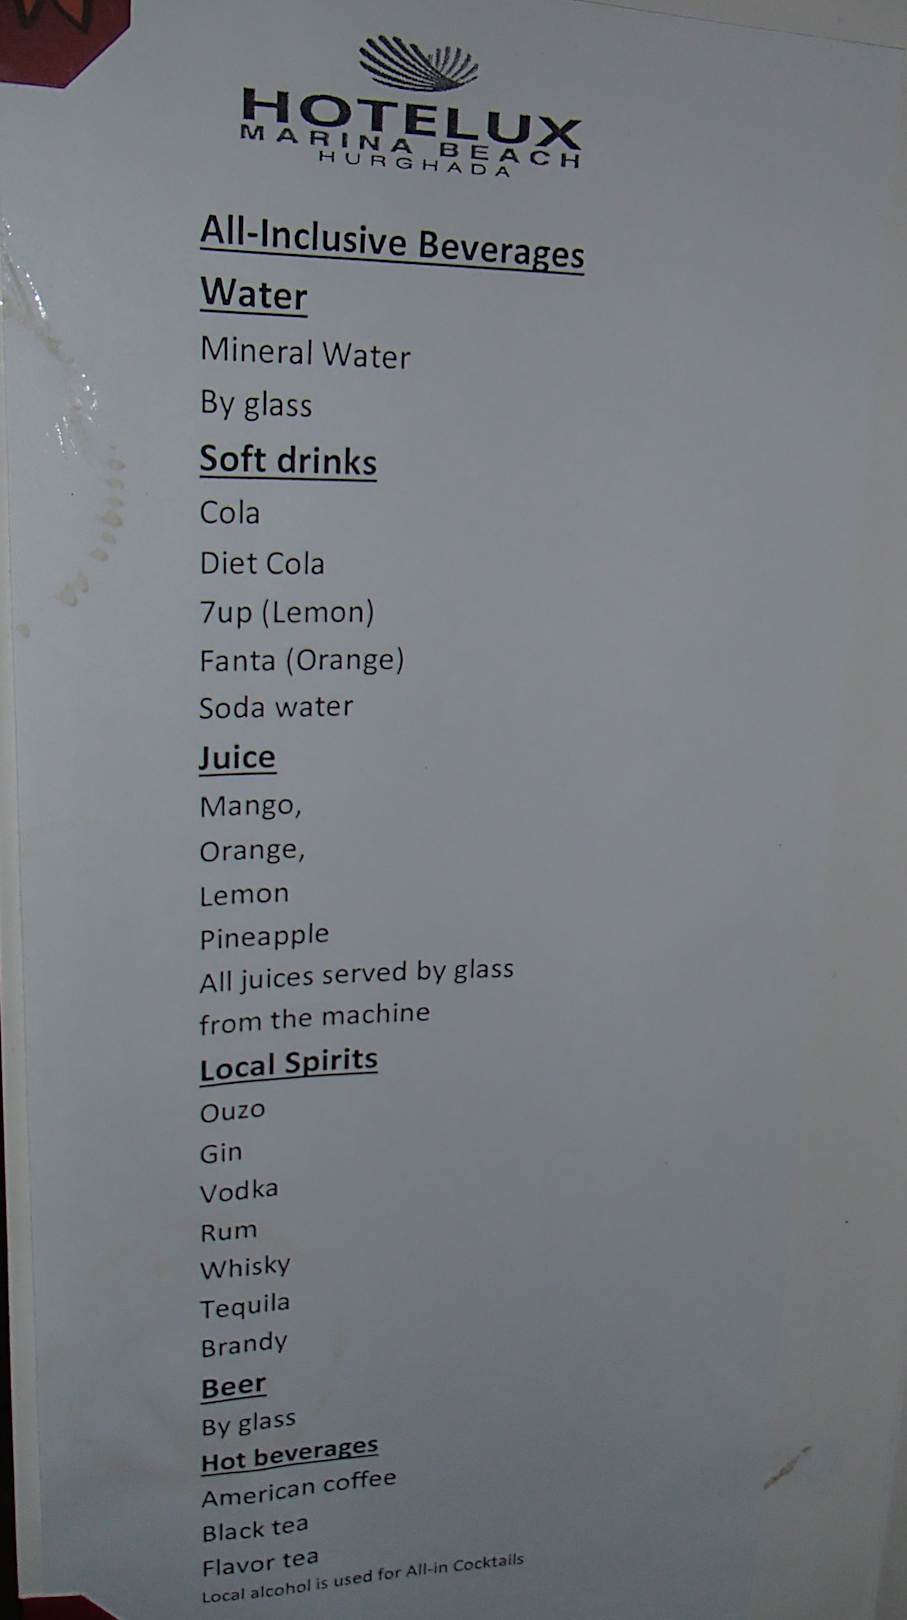 HOTELUX
MARINA BEACH
HURGHADA
All-Inclusive Beverages
Water
Mineral Water
By glass
Soft drinks
Cola
Diet Cola
7up (Lemon)
Fanta (Orange)
Soda water
Juice
Mango,
Orange,
Lemon
Pineapple
All juices served by glass
from the machine
Local Spirits
Ouzo
Gin
Vodka
Rum
Whisky
Tequila
Brandy
Beer
By glass
Hot beverages
American coffee
Black tea
Flavor tea
Local alcohol is used for All-in Cocktails